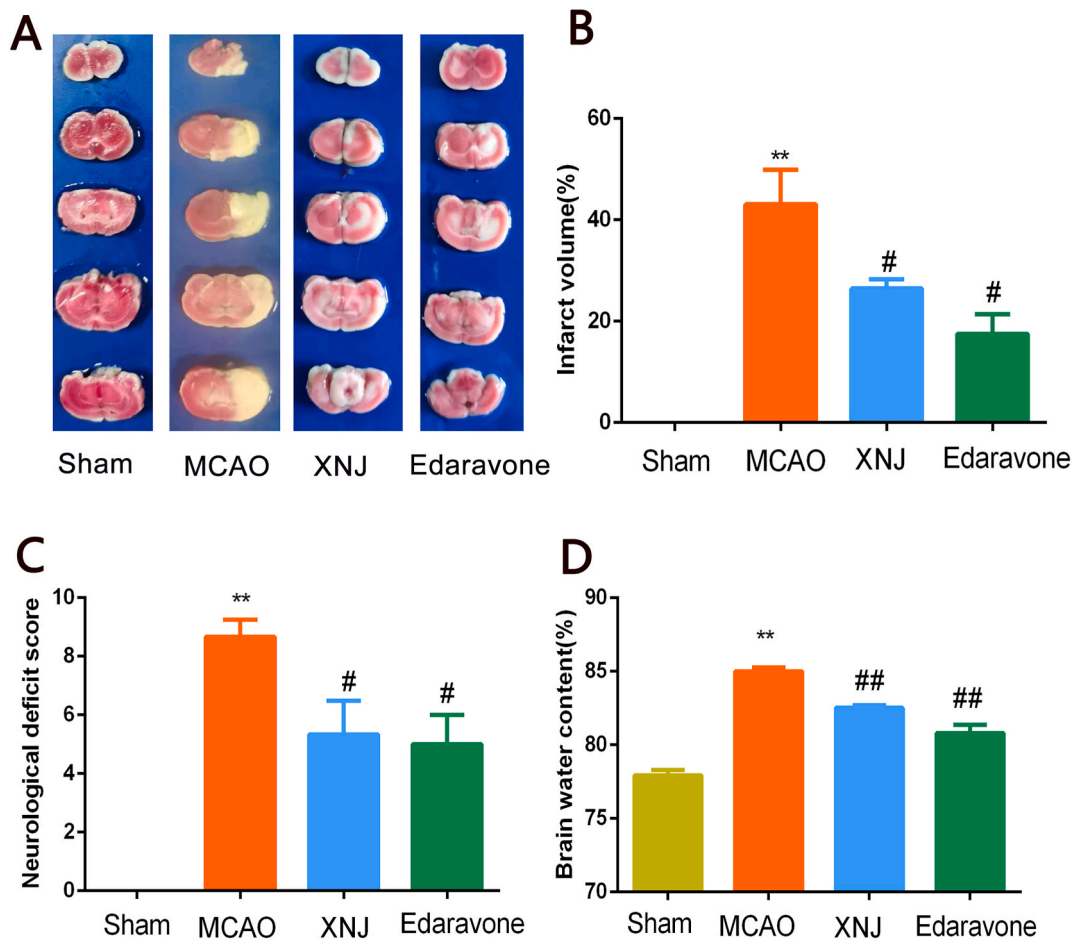 A
Sham
MCAO
XNJ
Edaravone
B
Infarct volume(%)
60
40
20
0
**
#
#
Sham
MCAO
XNJ
Edaravone
C
Neurological deficit score
10
8
6
4
2
0
**
#
#
Sham
MCAO
XNJ
Edaravone
D
Brain water content(%)
90
85
80
75
70
**
##
##
Sham
MCAO
XNJ
Edaravone